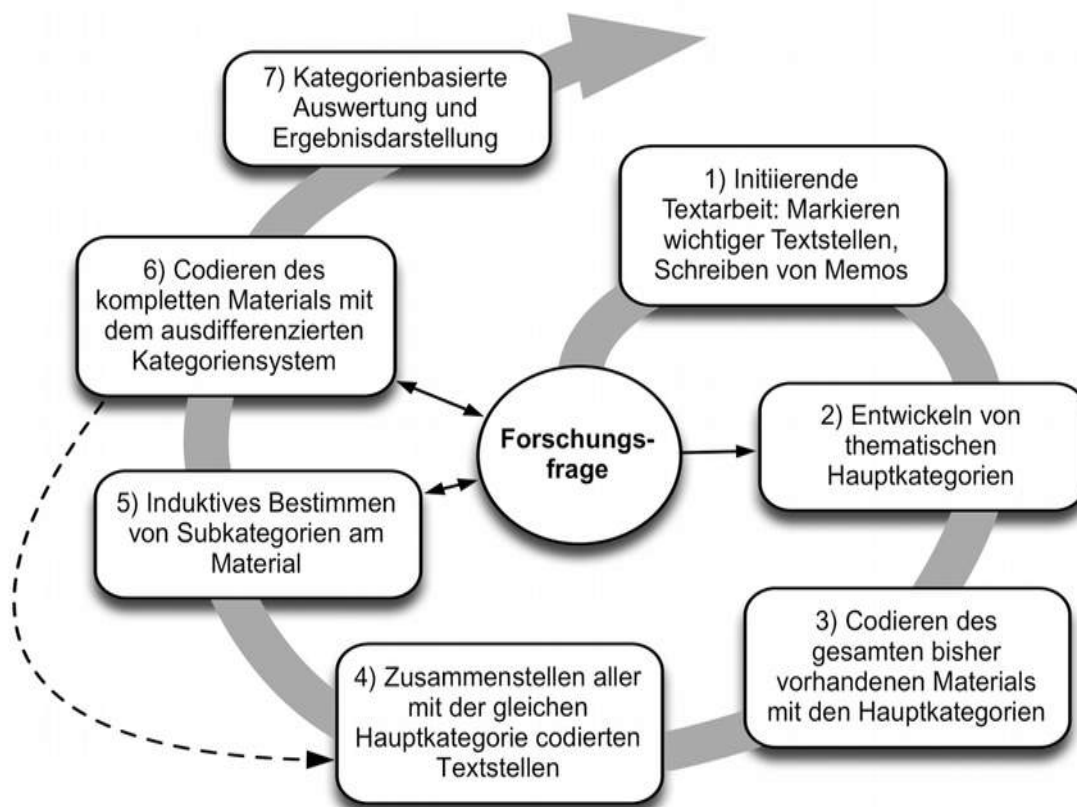 7) Kategorienbasierte
Auswertung und
Ergebnisdarstellung
1) Initiierende
Textarbeit: Markieren
wichtiger Textstellen,
Schreiben von Memos
6) Codieren des
kompletten Materials mit
dem ausdifferenzierten
Kategoriensystem
Forschungs-
frage
2) Entwickeln von
thematischen
Hauptkategorien
5) Induktives Bestimmen
von Subkategorien am
Material
3) Codieren des
gesamten bisher
vorhandenen Materials
mit den Hauptkategorien
4) Zusammenstellen aller
mit der gleichen
Hauptkategorie codierten
Textstellen